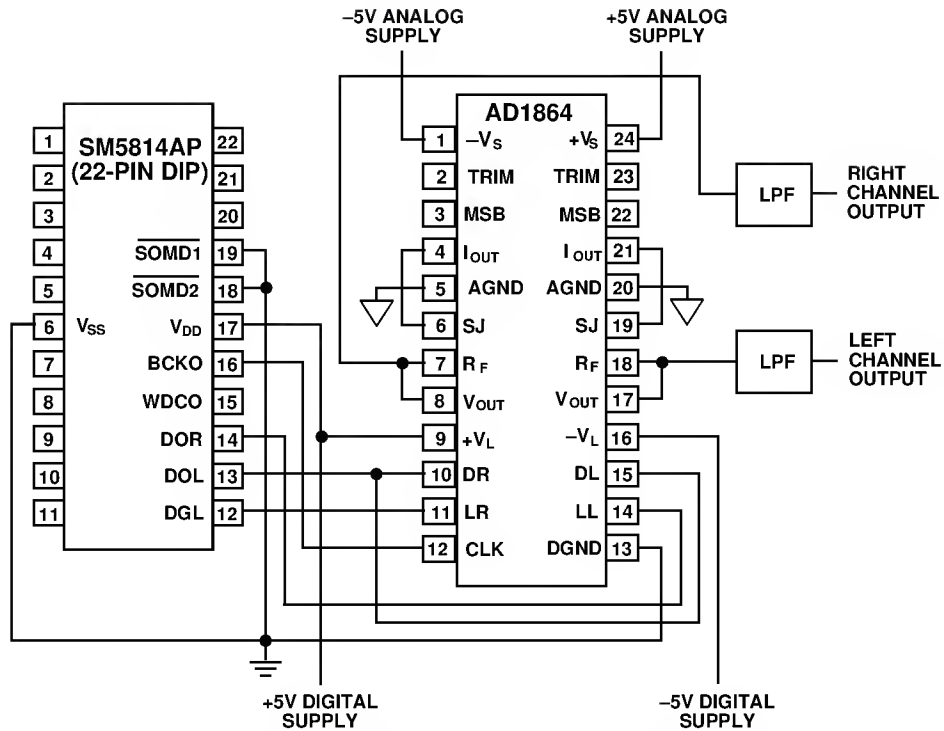 –5V ANALOG
SUPPLY
+5V ANALOG
SUPPLY
SM5814AP
(22-PIN DIP)
1
2
3
4
5
6
7
8
9
10
11
VSS
22
21
20
SOMD1 19
SOMD2 18
VDD 17
BCKO 16
WDCO 15
DOR 14
DOL 13
DGL 12
AD1864
1 –VS
2 TRIM
3 MSB
4 IOUT
5 AGND
6 SJ
7 RF
8 VOUT
9 +VL
10 DR
11 LR
12 CLK
+VS 24
TRIM 23
MSB 22
IOUT 21
AGND 20
SJ 19
RF 18
VOUT 17
–VL 16
DL 15
LL 14
DGND 13
LPF
RIGHT
CHANNEL
OUTPUT
LPF
LEFT
CHANNEL
OUTPUT
+5V DIGITAL
SUPPLY
–5V DIGITAL
SUPPLY